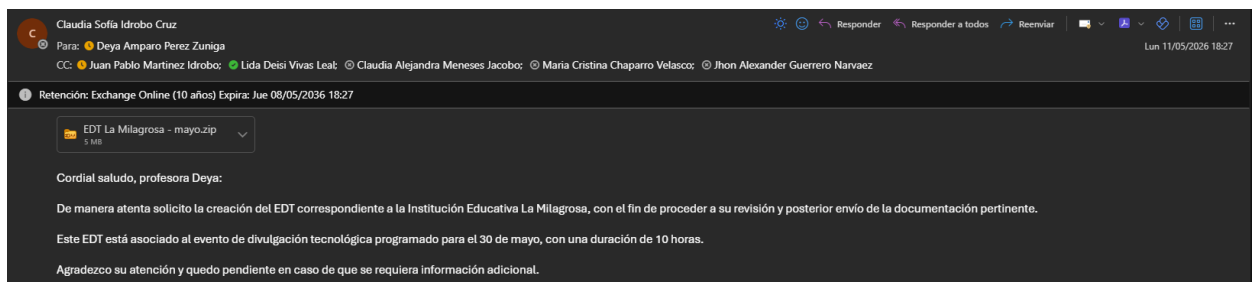 C
Claudia Sofía Idrobo Cruz
Responder
Responder a todos
Reenviar
Para: Deya Amparo Perez Zuniga
Lun 11/05/2026 18:27
CC: Juan Pablo Martinez Idrobo; Lida Deisi Vivas Leal; Claudia Alejandra Meneses Jacobo; Maria Cristina Chaparro Velasco; Jhon Alexander Guerrero Narvaez
Retención: Exchange Online (10 años) Expira: Jue 08/05/2036 18:27
EDT La Milagrosa - mayo.zip
5 MB
Cordial saludo, profesora Deya:
De manera atenta solicito la creación del EDT correspondiente a la Institución Educativa La Milagrosa, con el fin de proceder a su revisión y posterior envío de la documentación pertinente.
Este EDT está asociado al evento de divulgación tecnológica programado para el 30 de mayo, con una duración de 10 horas.
Agradezco su atención y quedo pendiente en caso de que se requiera información adicional.